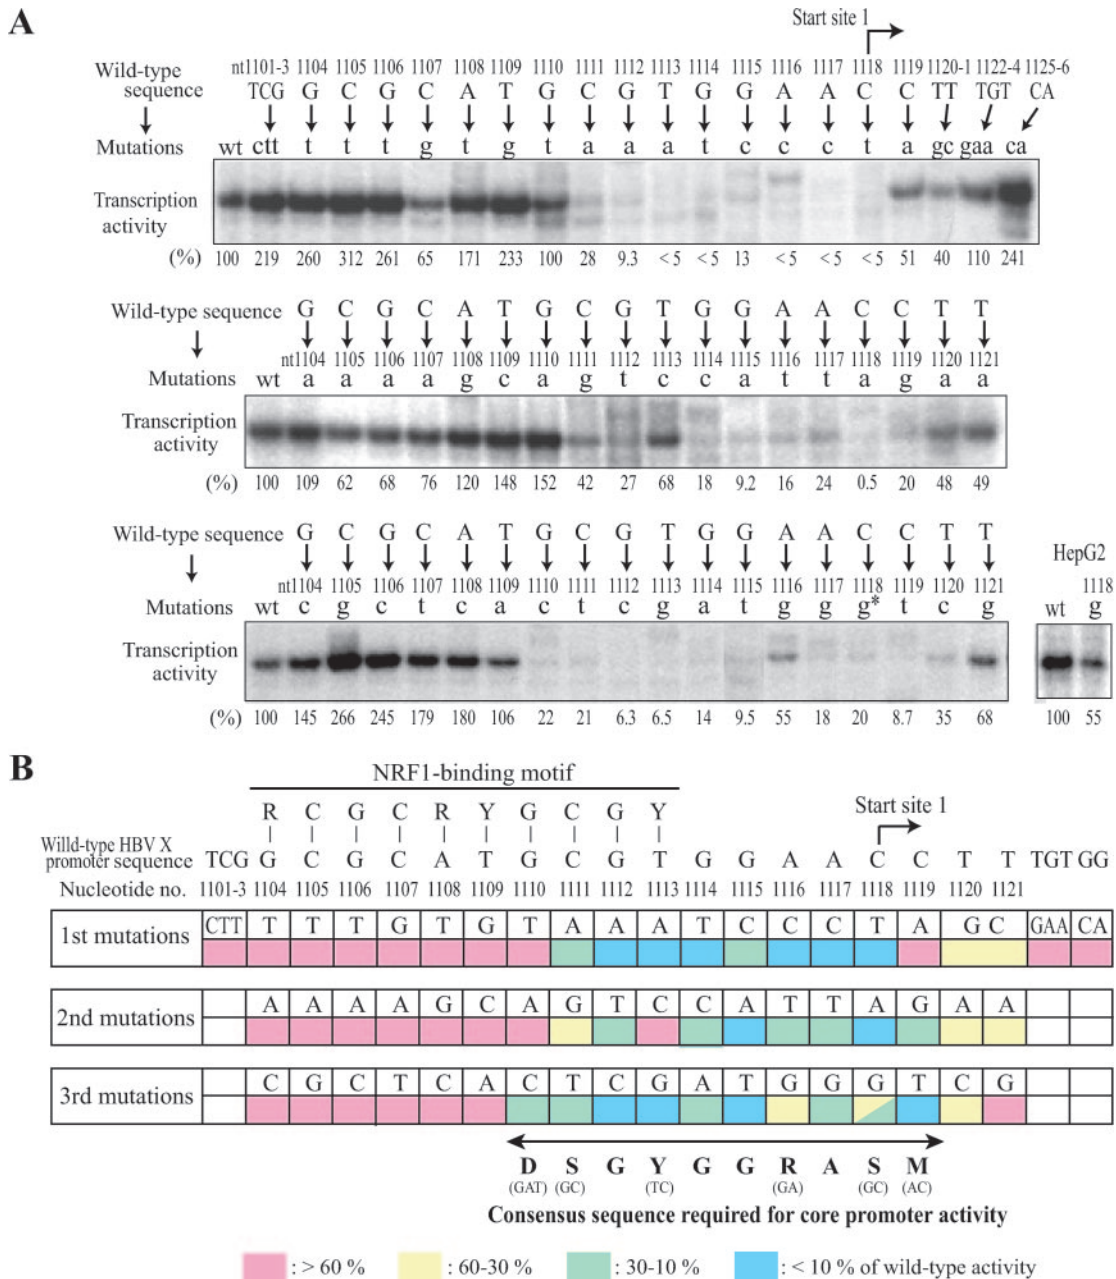 A
Start site 1
Wild-type sequence
nt1101-3 1104 1105 1106 1107 1108 1109 1110 1111 1112 1113 1114 1115 1116 1117 1118 1119 1120-1 1122-4 1125-6
TCG G C G C A T G C G T G G A A C C TT TGT CA
Mutations wt ctt t t t g t g t a a a t c c c t a gc gaa ca
Transcription activity
(%) 100 219 260 312 261 65 171 233 100 28 9.3 < 5 < 5 13 < 5 < 5 < 5 51 40 110 241
Wild-type sequence G C G C A T G C G T G G A A C C T T
nt1104 1105 1106 1107 1108 1109 1110 1111 1112 1113 1114 1115 1116 1117 1118 1119 1120 1121
Mutations wt a a a a g c a g t c c a t t a g a a
Transcription activity
(%) 100 109 62 68 76 120 148 152 42 27 68 18 9.2 16 24 0.5 20 48 49
Wild-type sequence G C G C A T G C G T G G A A C C T T
HepG2
nt1104 1105 1106 1107 1108 1109 1110 1111 1112 1113 1114 1115 1116 1117 1118 1119 1120 1121 1118
Mutations wt c g c t c a c t c g a t g g g* t c g wt g
Transcription activity
(%) 100 145 266 245 179 180 106 22 21 6.3 6.5 14 9.5 55 18 20 8.7 35 68 100 55
B
NRF1-binding motif
R C G C R Y G C G Y
Start site 1
Willd-type HBV X
promoter sequence TCG G C G C A T G C G T G G A A C C T T TGT GG
Nucleotide no. 1101-3 1104 1105 1106 1107 1108 1109 1110 1111 1112 1113 1114 1115 1116 1117 1118 1119 1120 1121
1st mutations CTT T T T G T G T A A A T C C C T A G C GAA CA
2nd mutations A A A A G C A G T C C A T T A G A A
3rd mutations C G C T C A C T C G A T G G G T C G
D S G Y G G R A S M
(GAT) (GC) (TC) (GA) (GC) (AC)
Consensus sequence required for core promoter activity
: > 60 % : 60-30 % : 30-10 % : < 10 % of wild-type activity